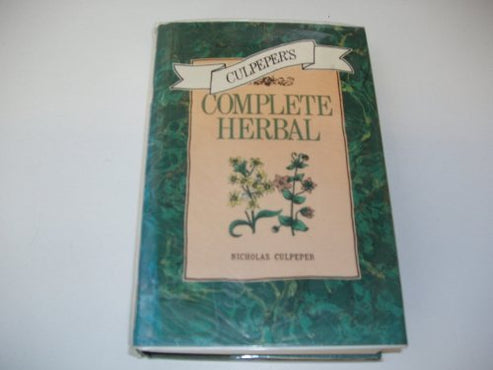 CULPEPER'S
COMPLETE
HERBAL
NICHOLAS CULPEPER